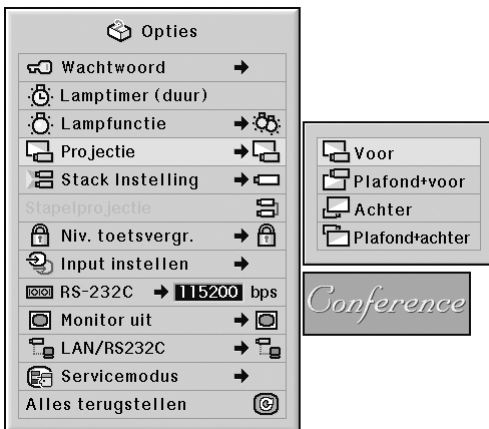 Opties
Wachtwoord
Lamptimer (duur)
Lampfunctie
Projectie
Stack Instelling
Stapelprojectie
Niv. toetsvergr.
Input instellen
RS-232C 115200 bps
Monitor uit
LAN/RS232C
Servicemodus
Alles terugstellen
Voor
Plafond+voor
Achter
Plafond+achter
Conference